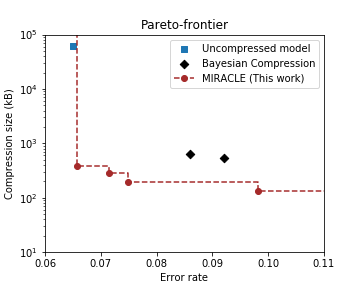 Pareto-frontier
Uncompressed model
Bayesian Compression
MIRACLE (This work)
Compression size (kB)
10^5
10^4
10^3
10^2
10^1
0.06 0.07 0.08 0.09 0.10 0.11
Error rate